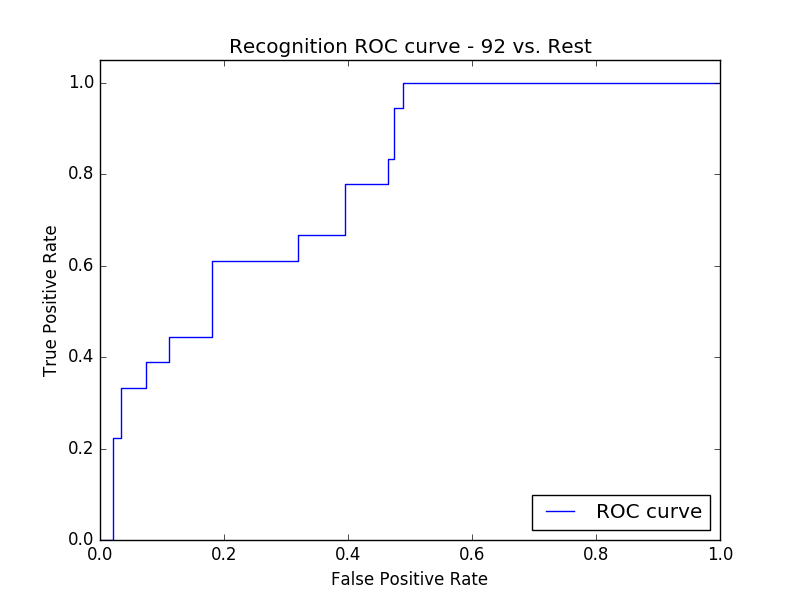 Recognition ROC curve - 92 vs. Rest
1.0
0.8
0.6
0.4
0.2
0.0
True Positive Rate
ROC curve
0.0 0.2 0.4 0.6 0.8 1.0
False Positive Rate